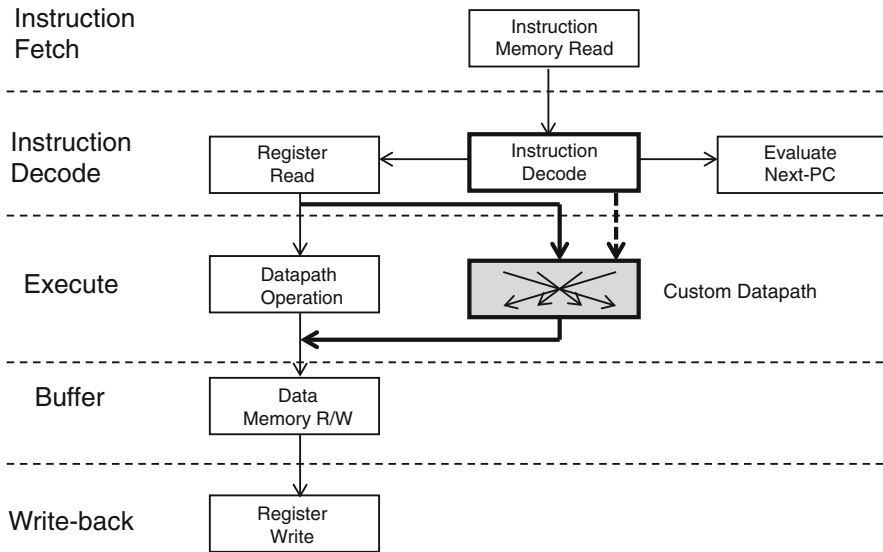 Instruction
Fetch
Instruction
Memory Read
Instruction
Decode
Register
Read
Instruction
Decode
Evaluate
Next-PC
Execute
Datapath
Operation
Custom Datapath
Buffer
Data
Memory R/W
Write-back
Register
Write